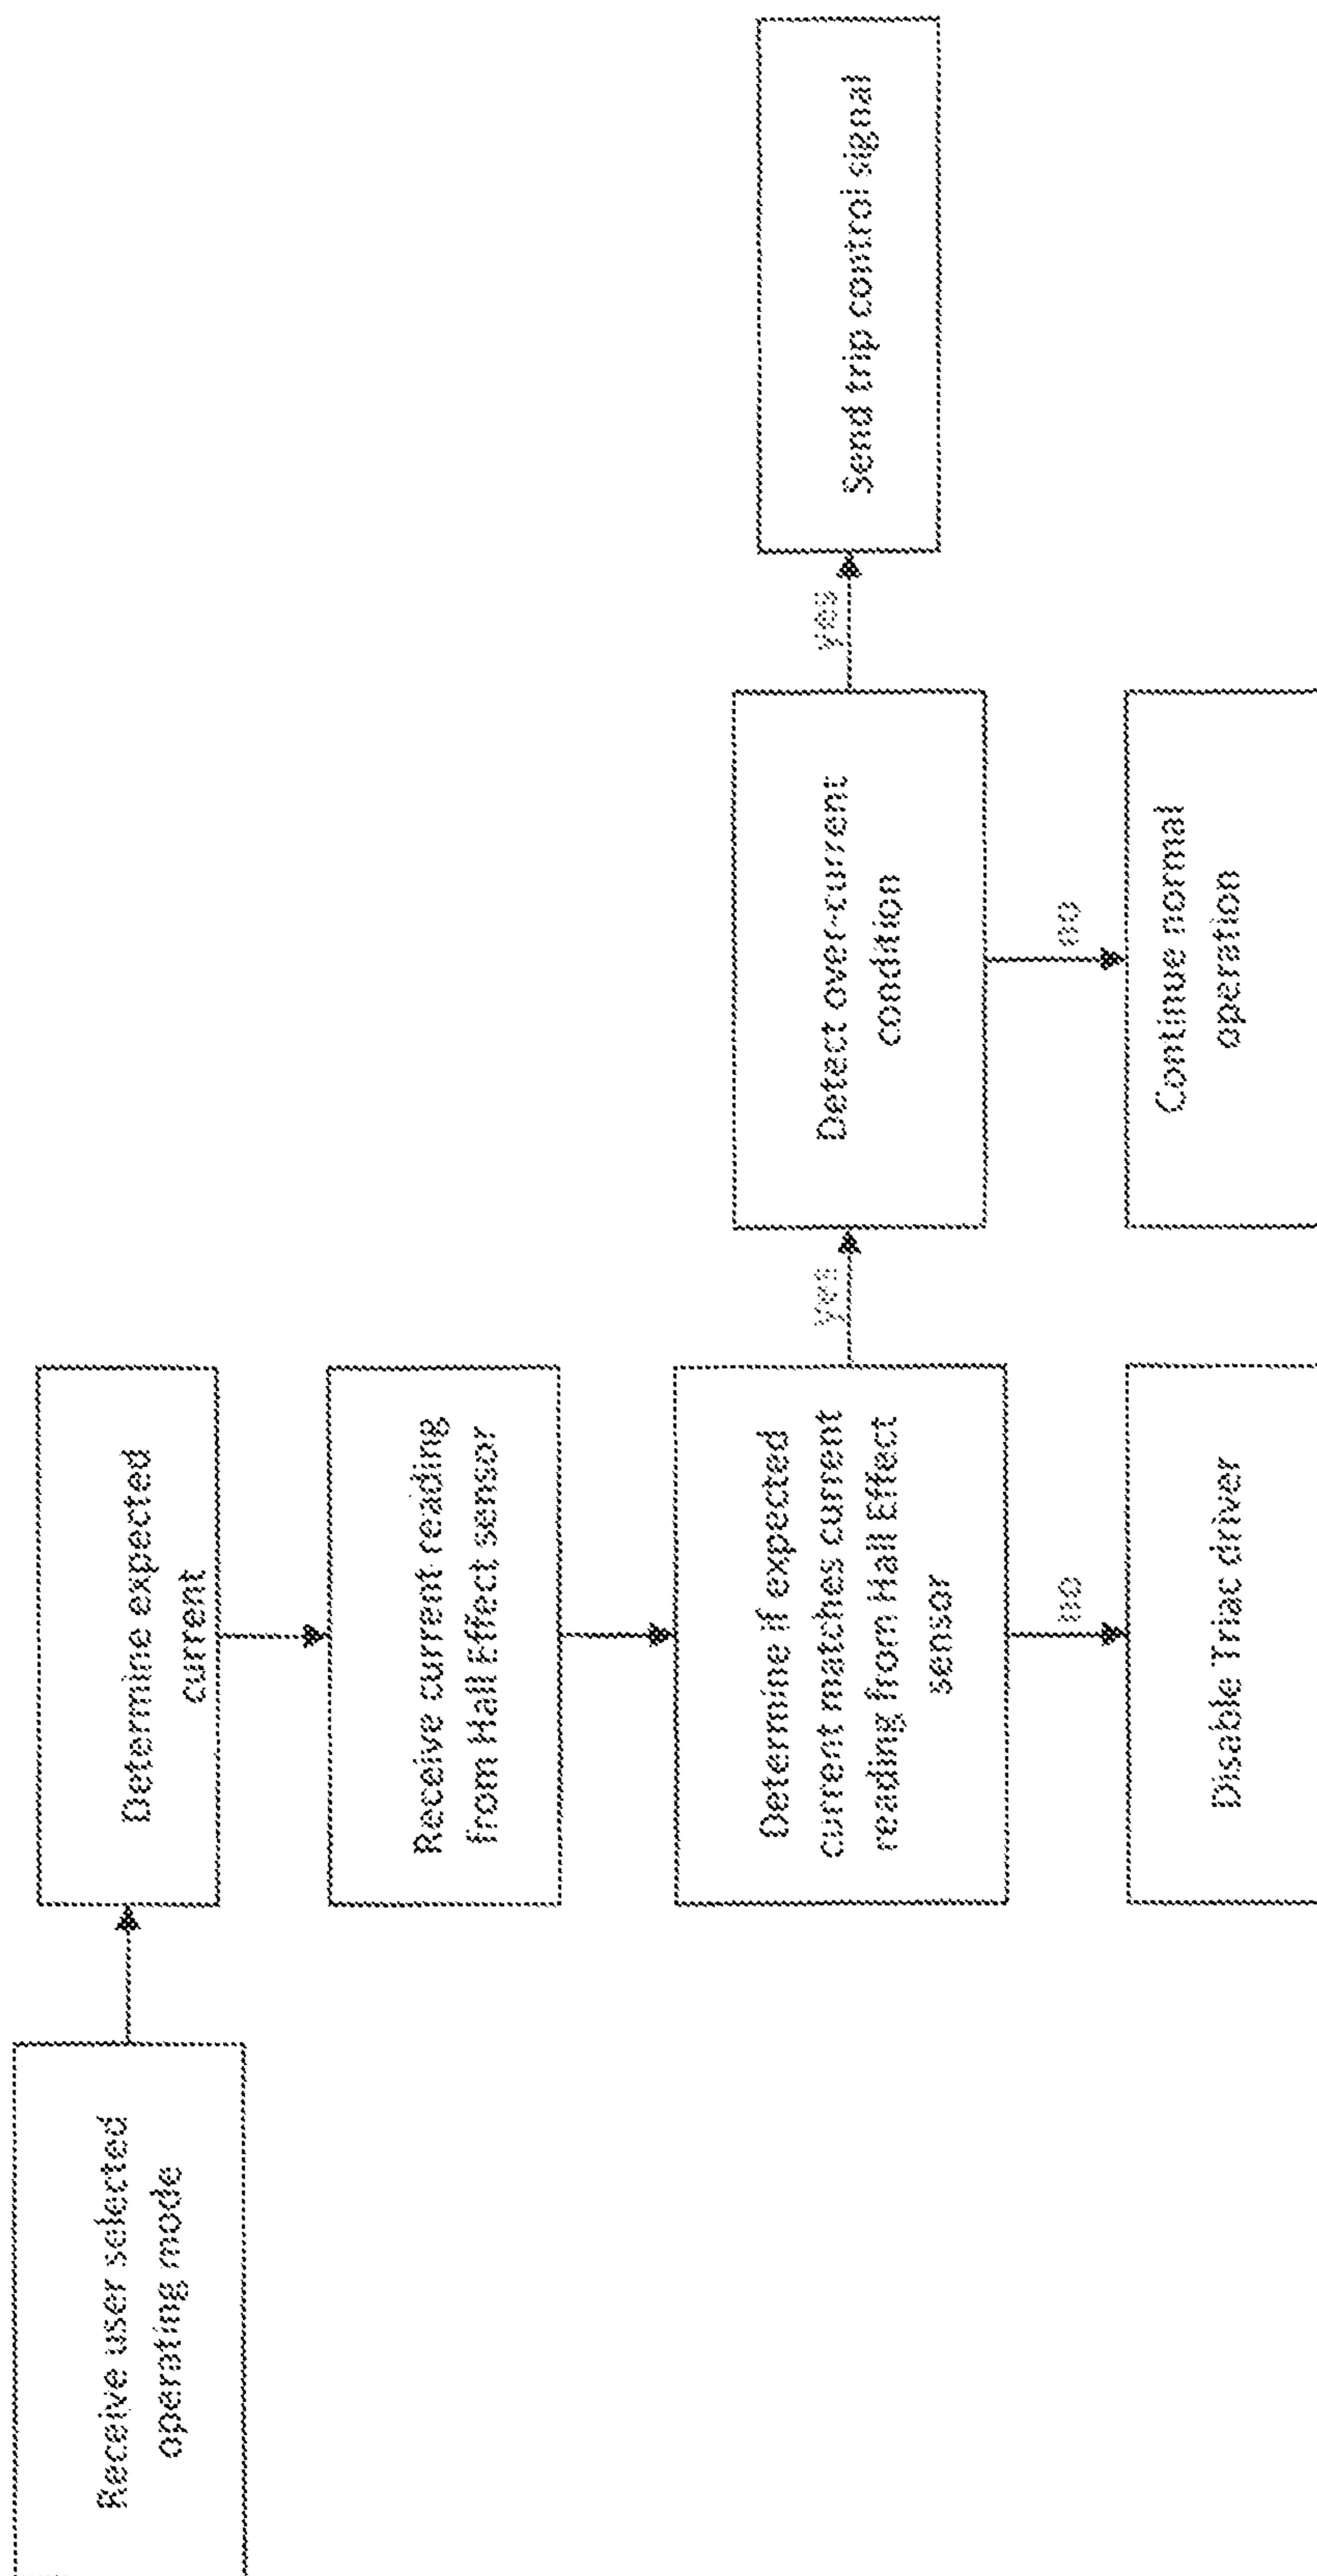 Receive user selected
operating mode
Determine expected
current
Receive current reading
from Hall Effect sensor
Determine if expected
current matches current
reading from Hall Effect
sensor
yes
no
Disable Triac driver
Detect over-current
condition
yes
no
Send trip control signal
Continue normal
operation